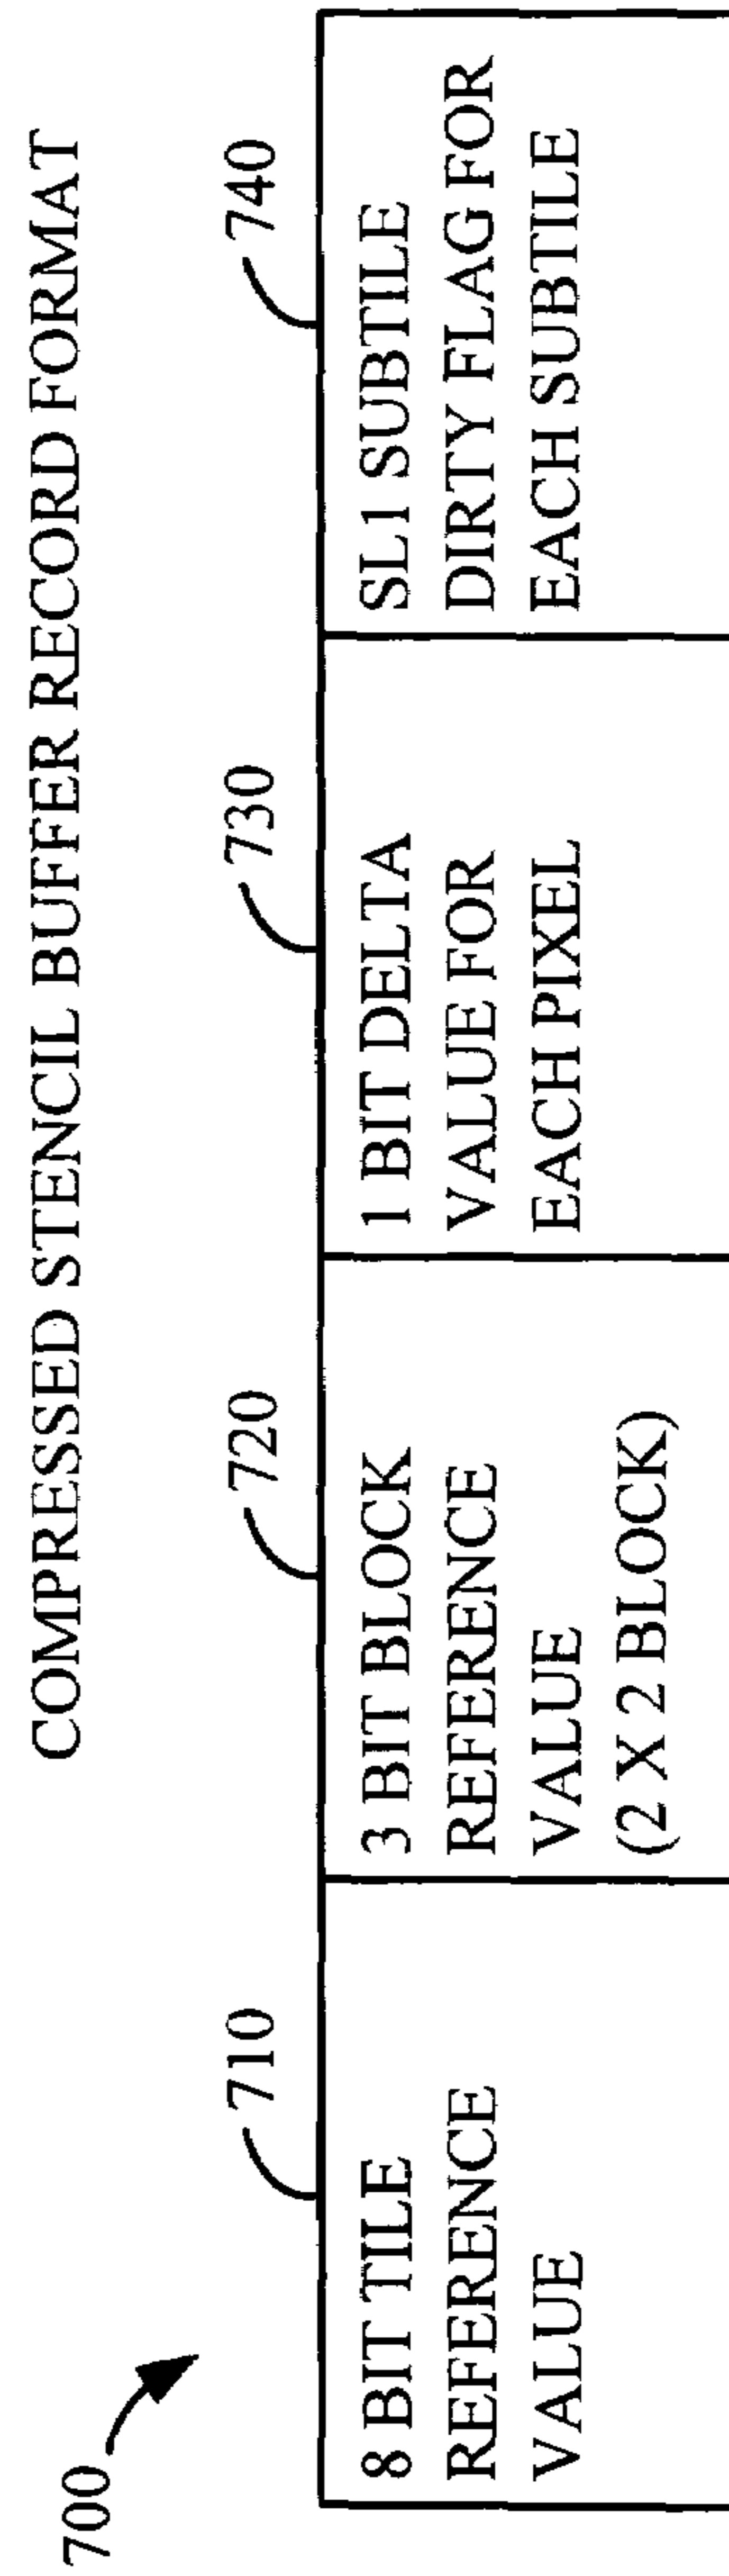 COMPRESSED STENCIL BUFFER RECORD FORMAT
700
710
720
730
740
8 BIT TILE
REFERENCE
VALUE
3 BIT BLOCK
REFERENCE
VALUE
(2 X 2 BLOCK)
1 BIT DELTA
VALUE FOR
EACH PIXEL
SL1 SUBTILE
DIRTY FLAG FOR
EACH SUBTILE